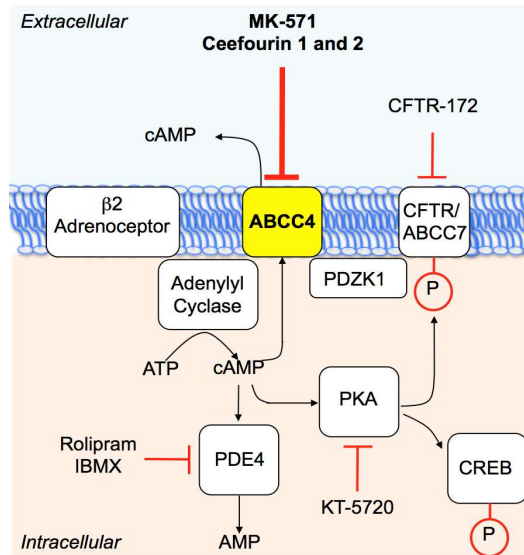 Extracellular
MK-571
Ceefourin 1 and 2
CFTR-172
cAMP
β2
Adrenoceptor
ABCC4
CFTR/
ABCC7
Adenylyl
Cyclase
PDZK1
P
ATP
cAMP
PKA
Rolipram
IBMX
PDE4
CREB
KT-5720
P
Intracellular
AMP